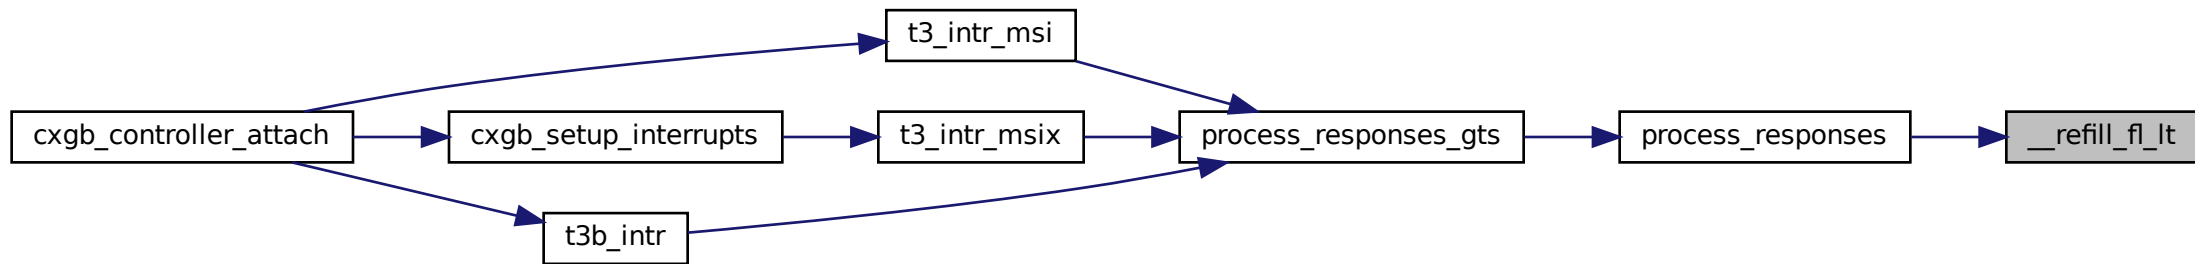 t3_intr_msi
cxgb_controller_attach
cxgb_setup_interrupts
t3_intr_msix
process_responses_gts
process_responses
__refill_fl_lt
t3b_intr